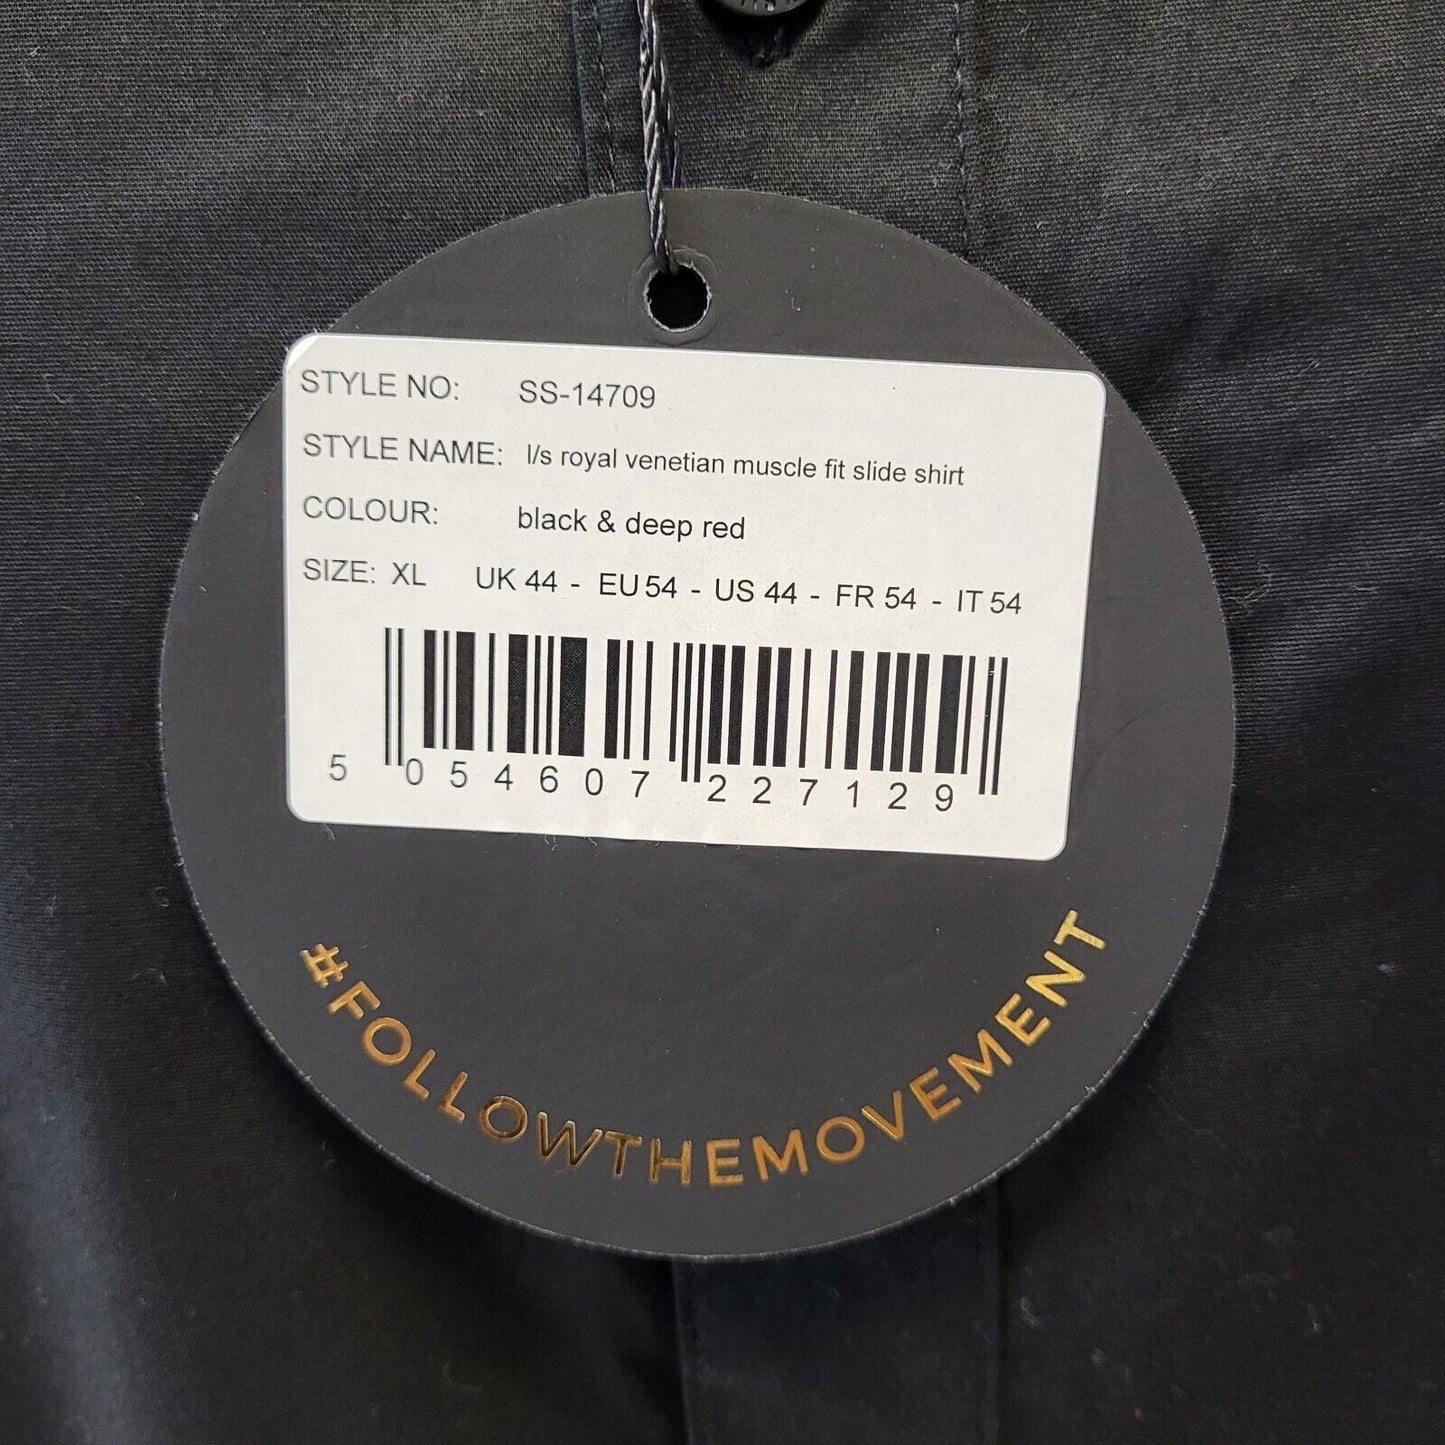 STYLE NO: SS-14709
STYLE NAME: l/s royal venetian muscle fit slide shirt
COLOUR: black & deep red
SIZE: XL UK 44 - EU 54 - US 44 - FR 54 - IT 54
5 054607 227129
#FOLLOWTHEMOVEMENT